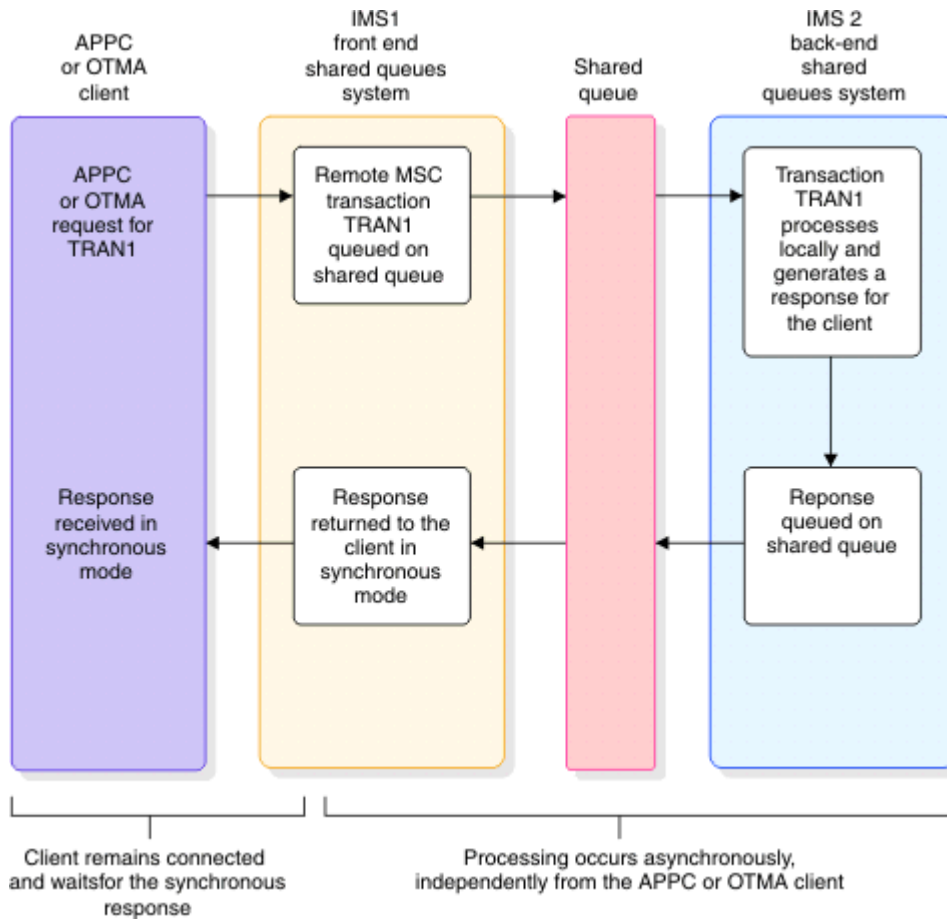 APPC
or OTMA
client
IMS1
front end
shared queues
system
Shared
queue
IMS 2
back-end
shared
queues system
APPC
or OTMA
request for
TRAN1
Remote MSC
transaction
TRAN1
queued on
shared queue
Transaction
TRAN1
processes
locally and
generates a
response for
the client
Response
received in
synchronous
mode
Response
returned to the
client in
synchronous
mode
Reponse
queued on
shared queue
Client remains connected
and waitsfor the synchronous
response
Processing occurs asynchronously,
independently from the APPC or OTMA client